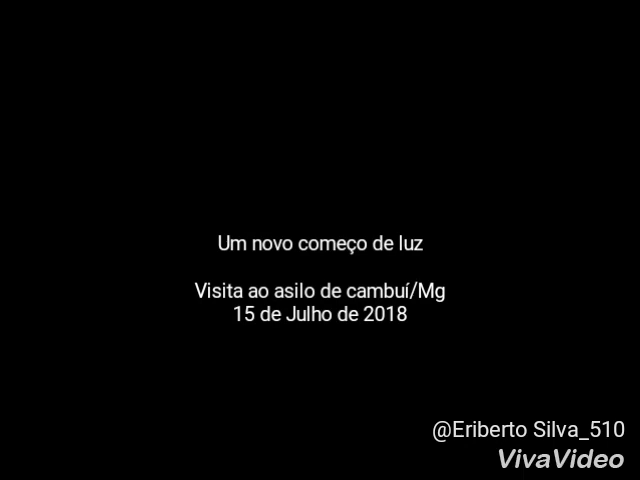 Um novo começo de luz
Visita ao asilo de cambuí/Mg
15 de Julho de 2018
@Eriberto Silva_510
VivaVideo